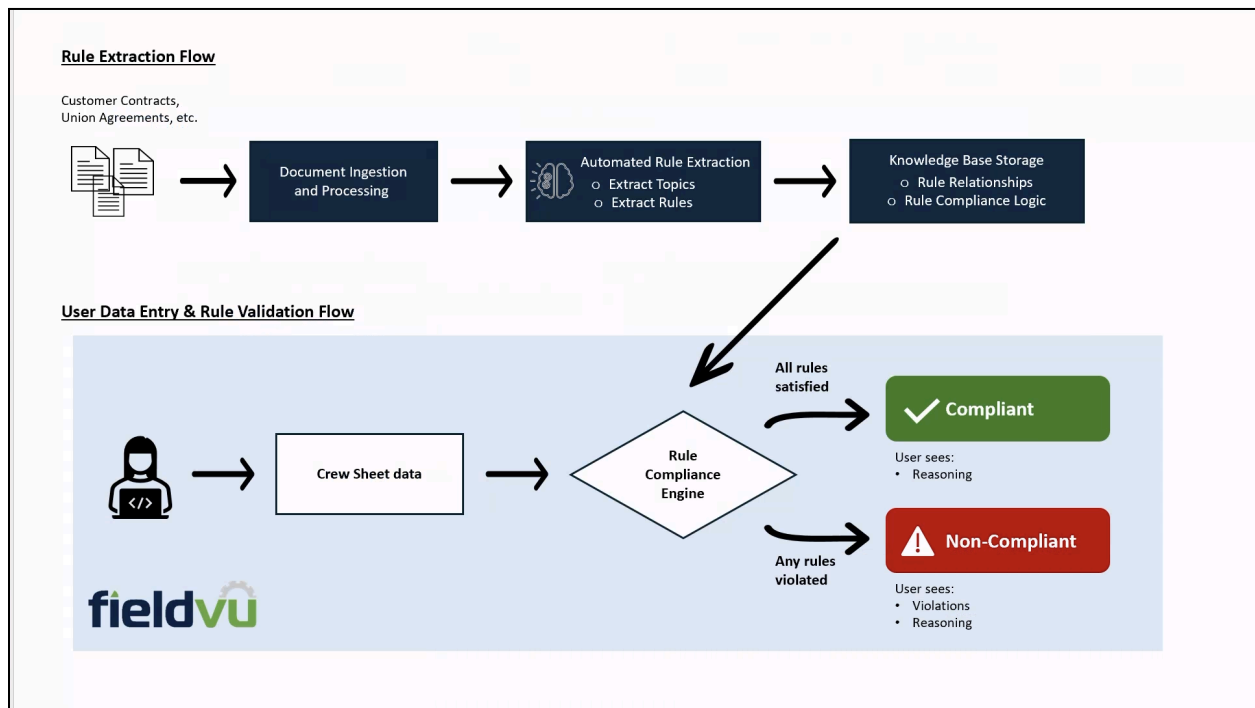 Rule Extraction Flow
Customer Contracts,
Union Agreements, etc.
Document Ingestion
and Processing
Automated Rule Extraction
o Extract Topics
o Extract Rules
Knowledge Base Storage
o Rule Relationships
o Rule Compliance Logic
User Data Entry & Rule Validation Flow
</>
Crew Sheet data
Rule
Compliance
Engine
All rules
satisfied
Compliant
User sees:
• Reasoning
Any rules
violated
Non-Compliant
User sees:
• Violations
• Reasoning
fieldvu